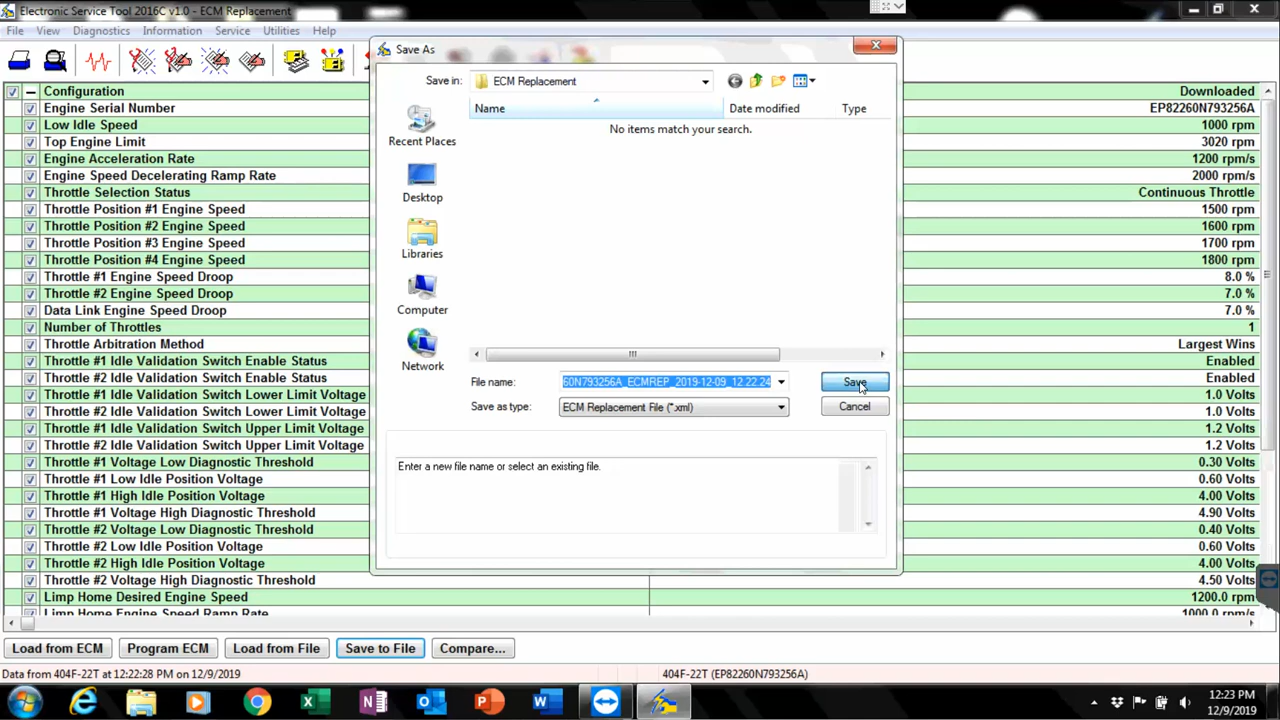 Electronic Service Tool 2016C v1.0 - ECM Replacement
File View Diagnostics Information Service Utilities Help
Save As
Save in: ECM Replacement
Name Date modified Type
No items match your search.
Recent Places
Desktop
Libraries
Computer
Network
File name: 60N793256A_ECMREP_2019-12-09_12.22.24
Save
Save as type: ECM Replacement File (*.xml)
Cancel
Enter a new file name or select an existing file.
Configuration Downloaded
Engine Serial Number EP82260N793256A
Low Idle Speed 1000 rpm
Top Engine Limit 3020 rpm
Engine Acceleration Rate 1200 rpm/s
Engine Speed Decelerating Ramp Rate 2000 rpm/s
Throttle Selection Status Continuous Throttle
Throttle Position #1 Engine Speed 1500 rpm
Throttle Position #2 Engine Speed 1600 rpm
Throttle Position #3 Engine Speed 1700 rpm
Throttle Position #4 Engine Speed 1800 rpm
Throttle #1 Engine Speed Droop 8.0 %
Throttle #2 Engine Speed Droop 7.0 %
Data Link Engine Speed Droop 7.0 %
Number of Throttles 1
Throttle Arbitration Method Largest Wins
Throttle #1 Idle Validation Switch Enable Status Enabled
Throttle #2 Idle Validation Switch Enable Status Enabled
Throttle #1 Idle Validation Switch Lower Limit Voltage 1.0 Volts
Throttle #2 Idle Validation Switch Lower Limit Voltage 1.0 Volts
Throttle #1 Idle Validation Switch Upper Limit Voltage 1.2 Volts
Throttle #2 Idle Validation Switch Upper Limit Voltage 1.2 Volts
Throttle #1 Voltage Low Diagnostic Threshold 0.30 Volts
Throttle #1 Low Idle Position Voltage 0.60 Volts
Throttle #1 High Idle Position Voltage 4.00 Volts
Throttle #1 Voltage High Diagnostic Threshold 4.90 Volts
Throttle #2 Voltage Low Diagnostic Threshold 0.40 Volts
Throttle #2 Low Idle Position Voltage 0.60 Volts
Throttle #2 High Idle Position Voltage 4.00 Volts
Throttle #2 Voltage High Diagnostic Threshold 4.50 Volts
Limp Home Desired Engine Speed 1200.0 rpm
Limp Home Engine Speed Ramp Rate 1000.0 rpm/s
Load from ECM Program ECM Load from File Save to File Compare...
Data from 404F-22T at 12:22:28 PM on 12/9/2019 404F-22T (EP82260N793256A)
12:23 PM
12/9/2019